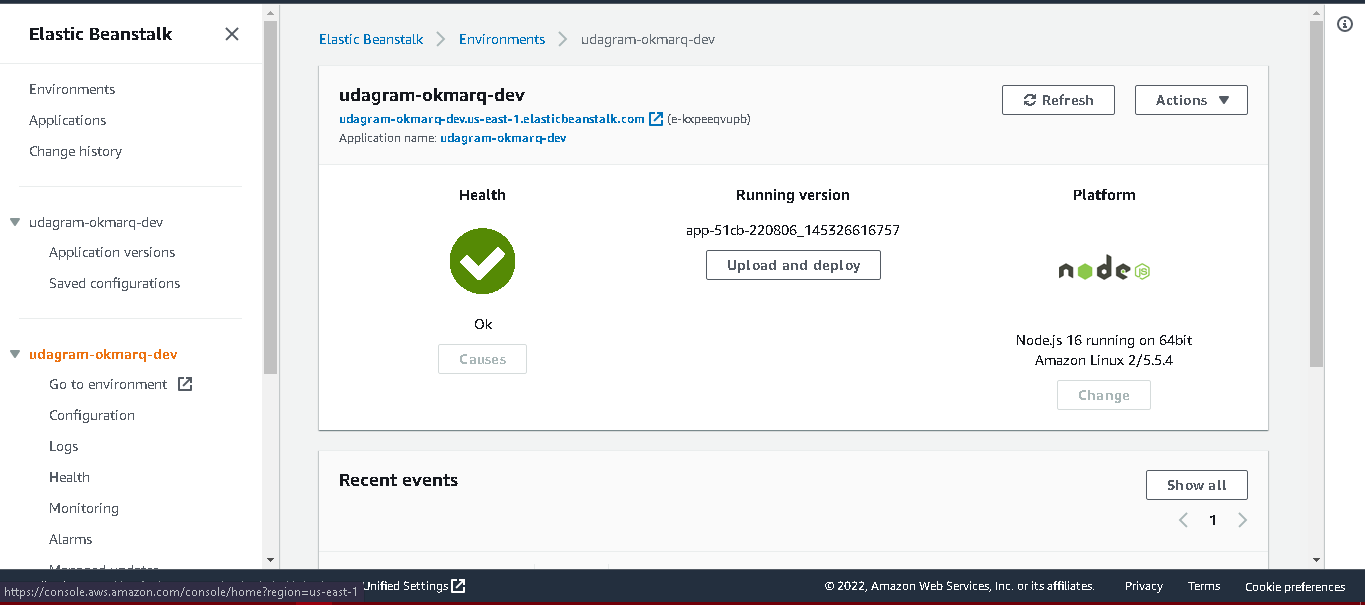 Elastic Beanstalk
Environments
Applications
Change history
udagram-okmarq-dev
Application versions
Saved configurations
udagram-okmarq-dev
Go to environment
Configuration
Logs
Health
Monitoring
Alarms
Managed updates
Elastic Beanstalk Environments udagram-okmarq-dev
udagram-okmarq-dev
udagram-okmarq-dev.us-east-1.elasticbeanstalk.com (e-kxpeeqvupb)
Application name: udagram-okmarq-dev
Refresh
Actions
Health
Ok
Causes
Running version
app-51cb-220806_145326616757
Upload and deploy
Platform
node JS
Node.js 16 running on 64bit
Amazon Linux 2/5.5.4
Change
Recent events
Show all
1
https://console.aws.amazon.com/console/home?region=us-east-1
Unified Settings
© 2022, Amazon Web Services, Inc. or its affiliates.
Privacy
Terms
Cookie preferences